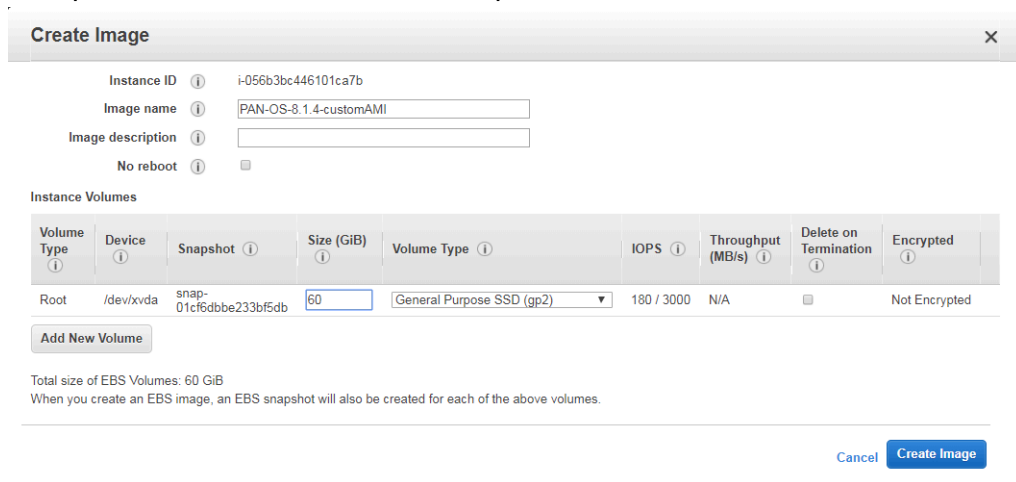 Create Image
Instance ID i-056b3bc446101ca7b
Image name PAN-OS-8.1.4-customAMI
Image description
No reboot
Instance Volumes
Volume Type Device Snapshot Size (GiB) Volume Type IOPS Throughput (MB/s) Delete on Termination Encrypted
Root /dev/xvda snap-01cf6dbbe233bf5db 60 General Purpose SSD (gp2) 180 / 3000 N/A Not Encrypted
Add New Volume
Total size of EBS Volumes: 60 GiB
When you create an EBS image, an EBS snapshot will also be created for each of the above volumes.
Cancel Create Image